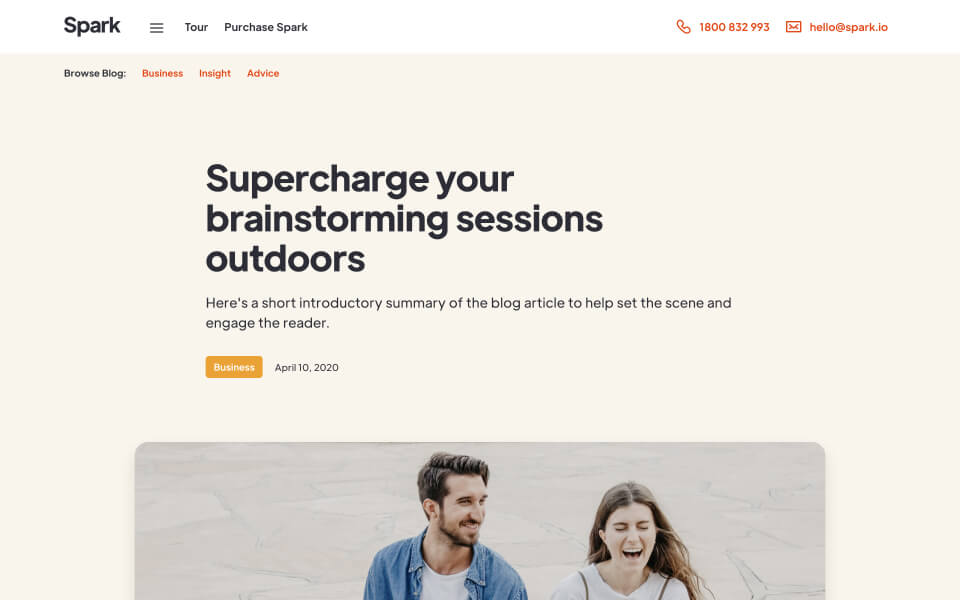 Spark
Tour
Purchase Spark
1800 832 993
hello@spark.io
Browse Blog:
Business
Insight
Advice
Supercharge your
brainstorming sessions
outdoors
Here's a short introductory summary of the blog article to help set the scene and
engage the reader.
Business
April 10, 2020